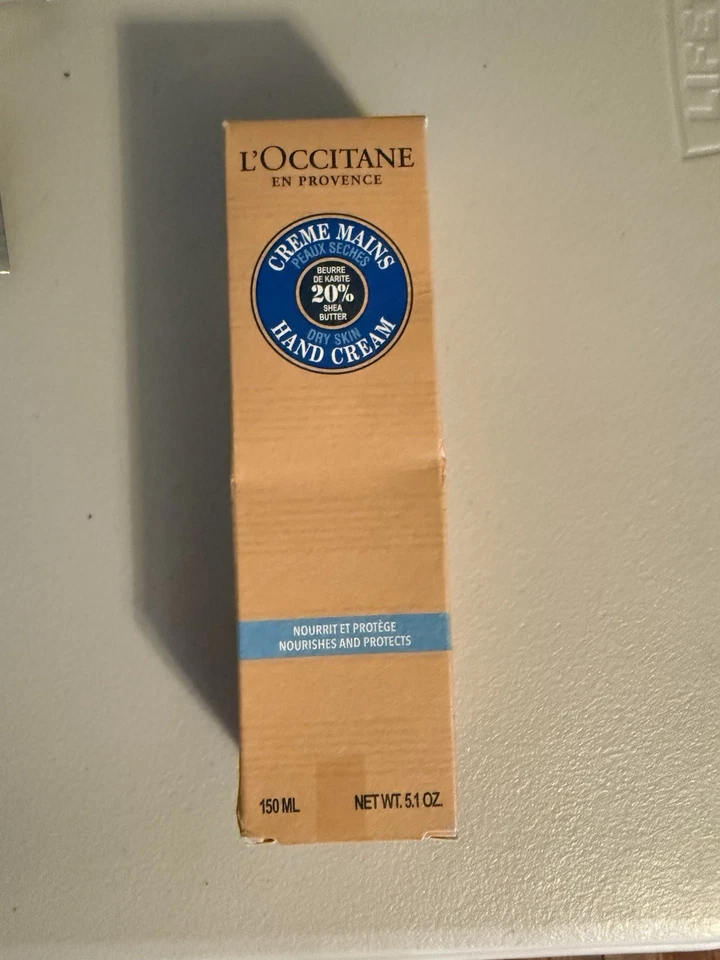 L'OCCITANE
EN PROVENCE
CREME MAINS
PEAUX SECHES
BEURRE
DE KARITE
20%
SHEA
BUTTER
DRY SKIN
HAND CREAM
NOURRIT ET PROTÈGE
NOURISHES AND PROTECTS
150 ML NET WT. 5.1 OZ.